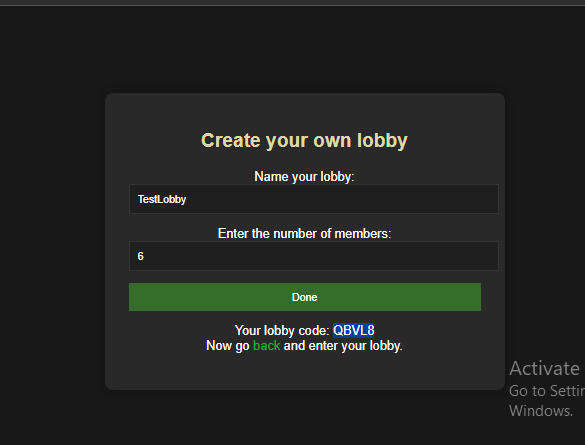 Create your own lobby
Name your lobby:
TestLobby
Enter the number of members:
6
Done
Your lobby code: QBVL8
Now go back and enter your lobby.
Activate
Go to Settin
Windows.